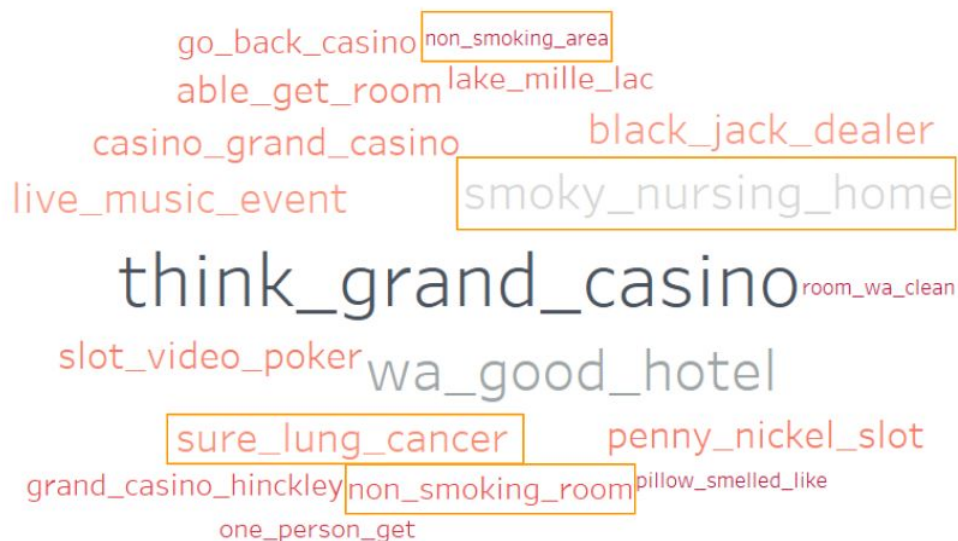 go_back_casino non_smoking_area
able_get_room lake_mille_lac
casino_grand_casino black_jack_dealer
live_music_event smoky_nursing_home
think_grand_casino room_wa_clean
slot_video_poker wa_good_hotel
sure_lung_cancer penny_nickel_slot
grand_casino_hinckley non_smoking_room pillow_smelled_like
one_person_get